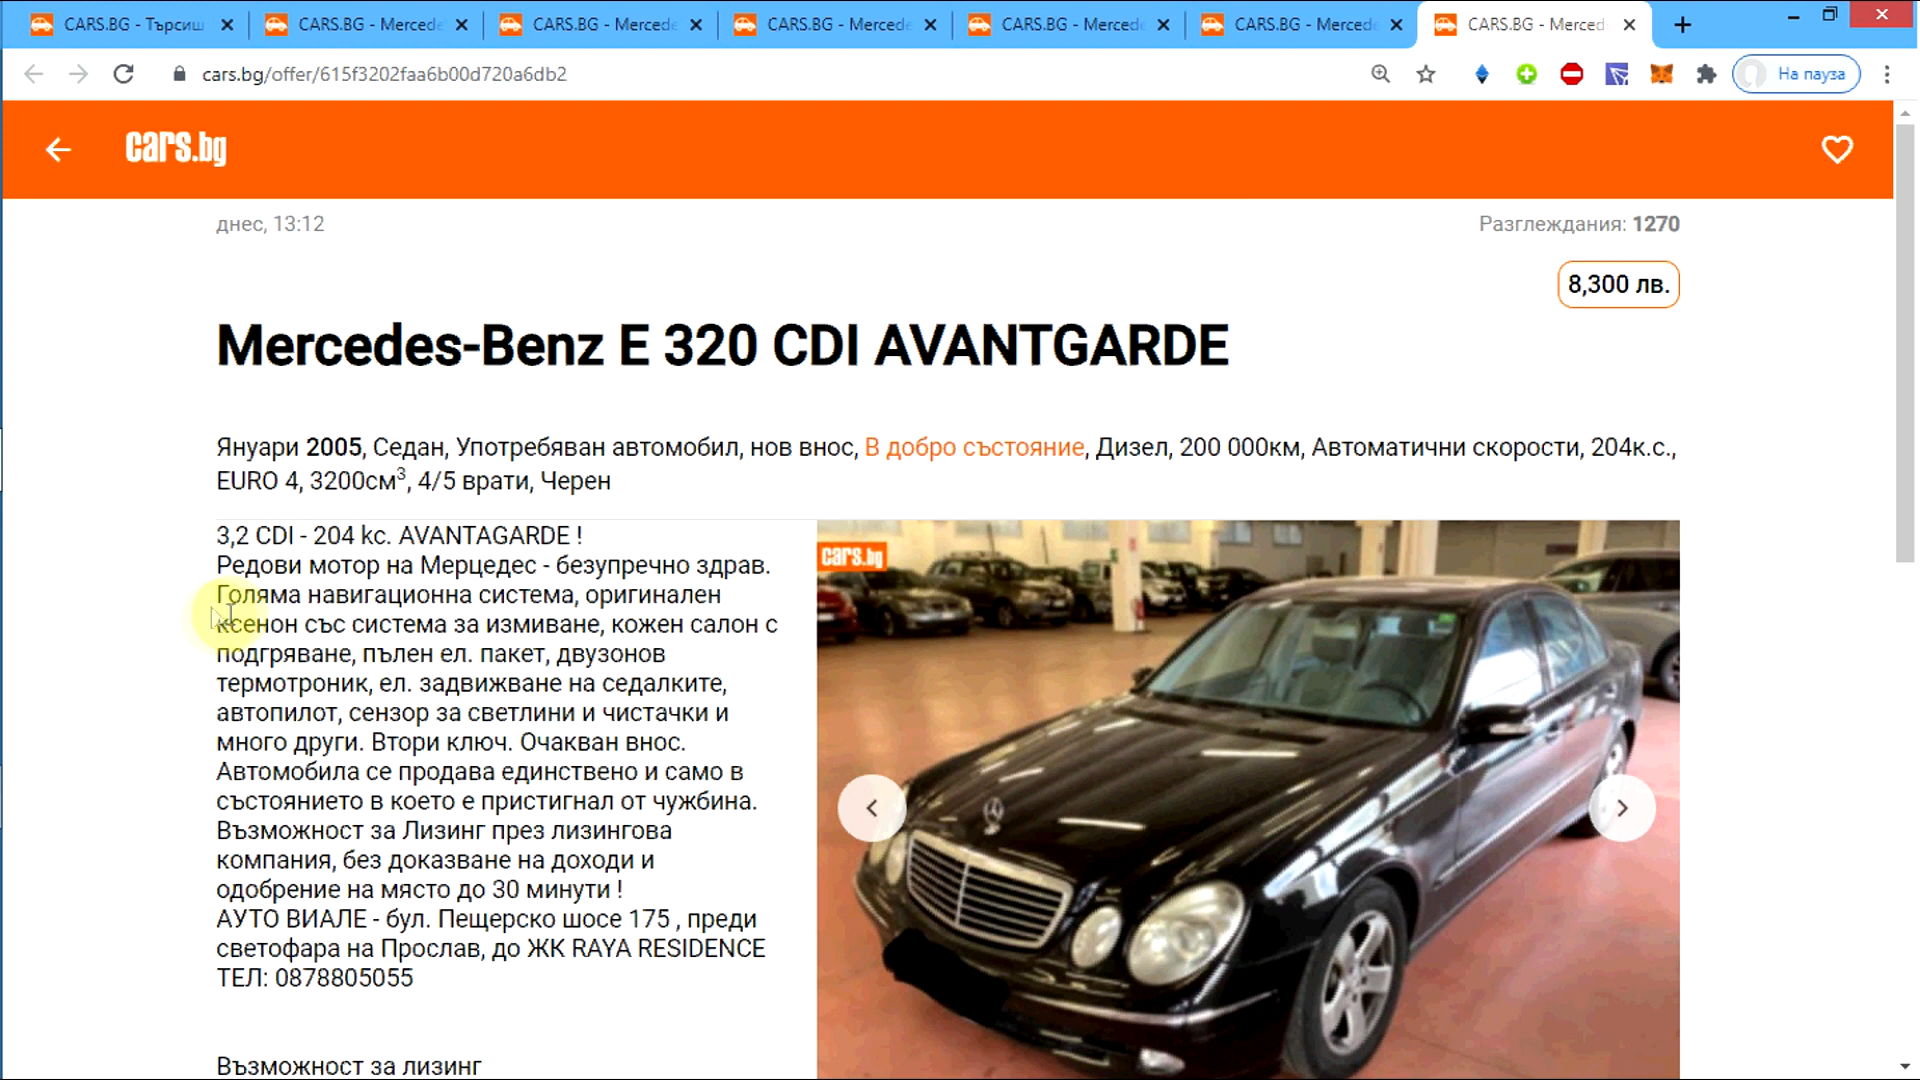 CARS.BG - Търсиш
CARS.BG - Mercede
CARS.BG - Mercede
CARS.BG - Mercede
CARS.BG - Mercede
CARS.BG - Mercede
CARS.BG - Merced
cars.bg/offer/615f3202faa6b00d720a6db2
На пауза
cars.bg
днес, 13:12
Разглеждания: 1270
8,300 лв.
Mercedes-Benz E 320 CDI AVANTGARDE
Януари 2005, Седан, Употребяван автомобил, нов внос, В добро състояние, Дизел, 200 000км, Автоматични скорости, 204к.с.,
EURO 4, 3200см³, 4/5 врати, Черен
3,2 CDI - 204 kc. AVANTAGARDE !
Редови мотор на Мерцедес - безупречно здрав.
Голяма навигационна система, оригинален
ксенон със система за измиване, кожен салон с
подгряване, пълен ел. пакет, двузонов
термотроник, ел. задвижване на седалките,
автопилот, сензор за светлини и чистачки и
много други. Втори ключ. Очакван внос.
Автомобила се продава единствено и само в
състоянието в което е пристигнал от чужбина.
Възможност за Лизинг през лизингова
компания, без доказване на доходи и
одобрение на място до 30 минути !
АУТО ВИАЛЕ - бул. Пещерско шосе 175 , преди
светофара на Прослав, до ЖК RAYA RESIDENCE
ТЕЛ: 0878805055
Възможност за лизинг
cars.bg